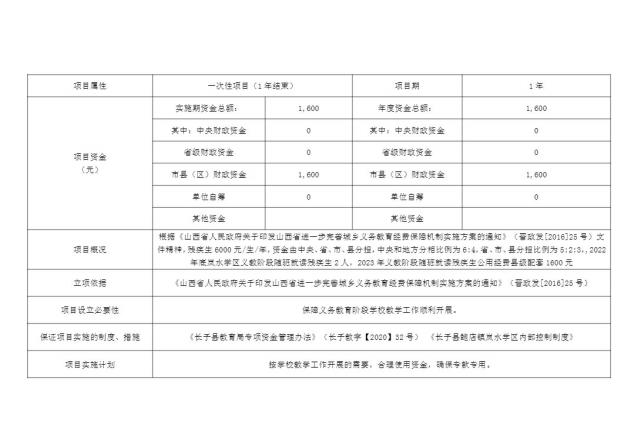 项目属性 一次性项目（1年结束） 项目期 1年
项目资金（元） 实施期资金总额： 1,600 年度资金总额： 1,600
其中：中央财政资金 0 其中：中央财政资金 0
省级财政资金 0 省级财政资金 0
市县（区）财政资金 1,600 市县（区）财政资金 1,600
单位自筹 0 单位自筹 0
其他资金 其他资金
项目概况 根据《山西省人民政府关于印发山西省进一步完善城乡义务教育经费保障机制实施方案的通知》（晋政发[2016]25号）文
件精神，残疾生6000元/生/年，资金由中央、省、市、县分担，中央和地方分担比例为6:4，省、市、县分担比例为5:2:3，2022
年底岚水学区义教阶段随班就读残疾生2人，2023年义教阶段随班就读残疾生公用经费县级配套1600元
立项依据 《山西省人民政府关于印发山西省进一步完善城乡义务教育经费保障机制实施方案的通知》（晋政发[2016]25号）
项目设立必要性 保障义务教育阶段学校教学工作顺利开展。
保证项目实施的制度、措施 《长子县教育局专项资金管理办法》（长子教字【2020】32号） 《长子县鲍店镇岚水学区内部控制制度》
项目实施计划 按学校教学工作开展的需要，合理使用资金，确保专款专用。